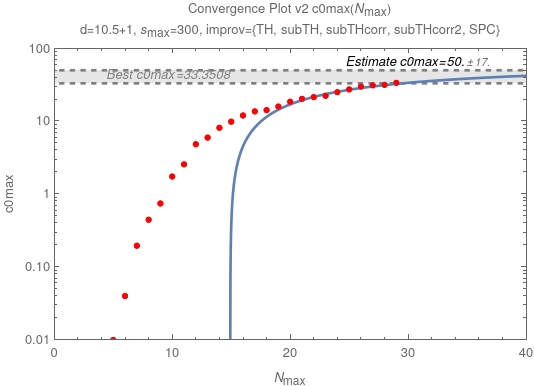 Convergence Plot v2 c0max(Nmax)
d=10.5+1, smax=300, improv={TH, subTH, subTHcorr, subTHcorr2, SPC}
Estimate c0max=50. ± 17.
Best c0max=33.3508
100
10
1
0.10
0.01
c0max
0 10 20 30 40
Nmax